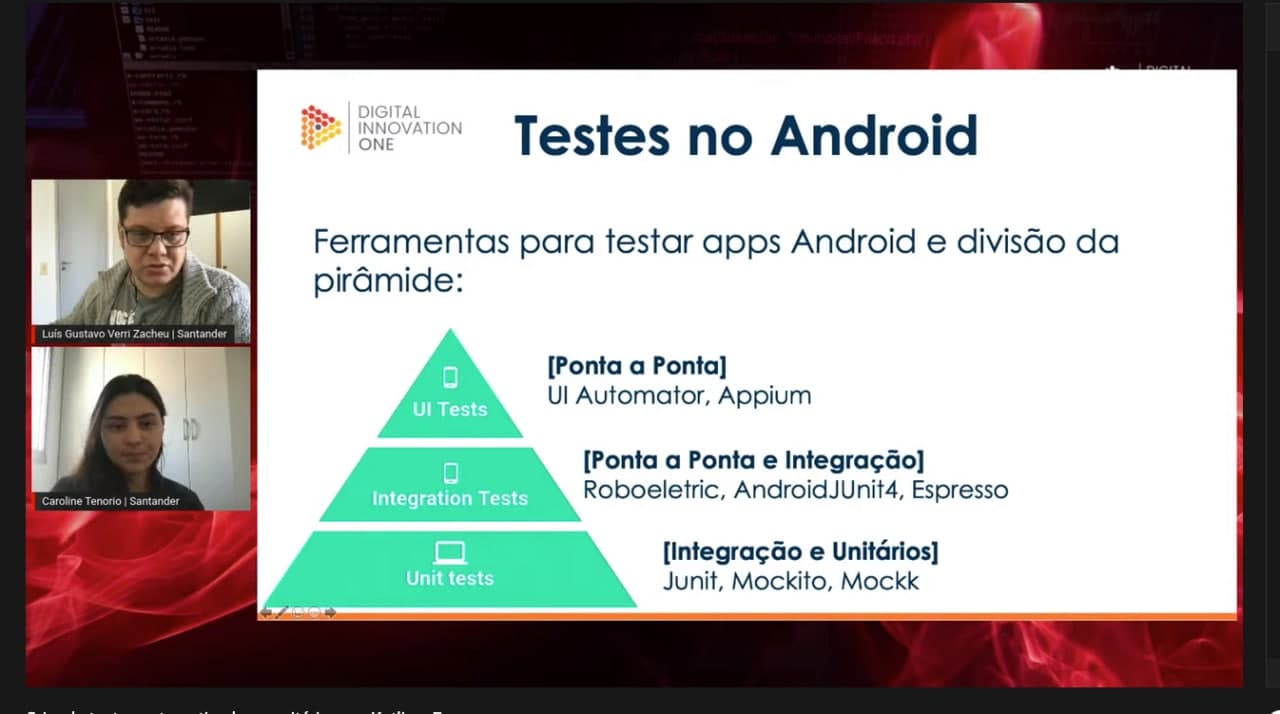 DIGITAL
INNOVATION
ONE
Testes no Android
Ferramentas para testar apps Android e divisão da
pirâmide:
UI Tests
[Ponta a Ponta]
UI Automator, Appium
Integration Tests
[Ponta a Ponta e Integração]
Roboeletric, AndroidJUnit4, Espresso
Unit tests
[Integração e Unitários]
Junit, Mockito, Mockk
Luís Gustavo Verri Zacheu | Santander
Caroline Tenorio | Santander